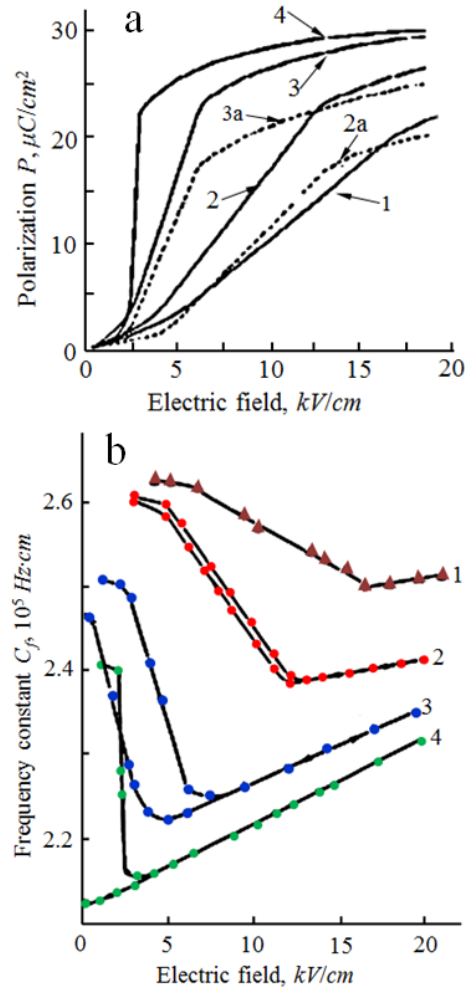 a
Polarization P, μC/cm²
30
20
10
0
4
3
3a
2a
2
1
0 5 10 15 20
Electric field, kV/cm
b
Frequency constant Cf, 10⁵ Hz·cm
2.6
2.4
2.2
1
2
3
4
0 5 10 15 20
Electric field, kV/cm